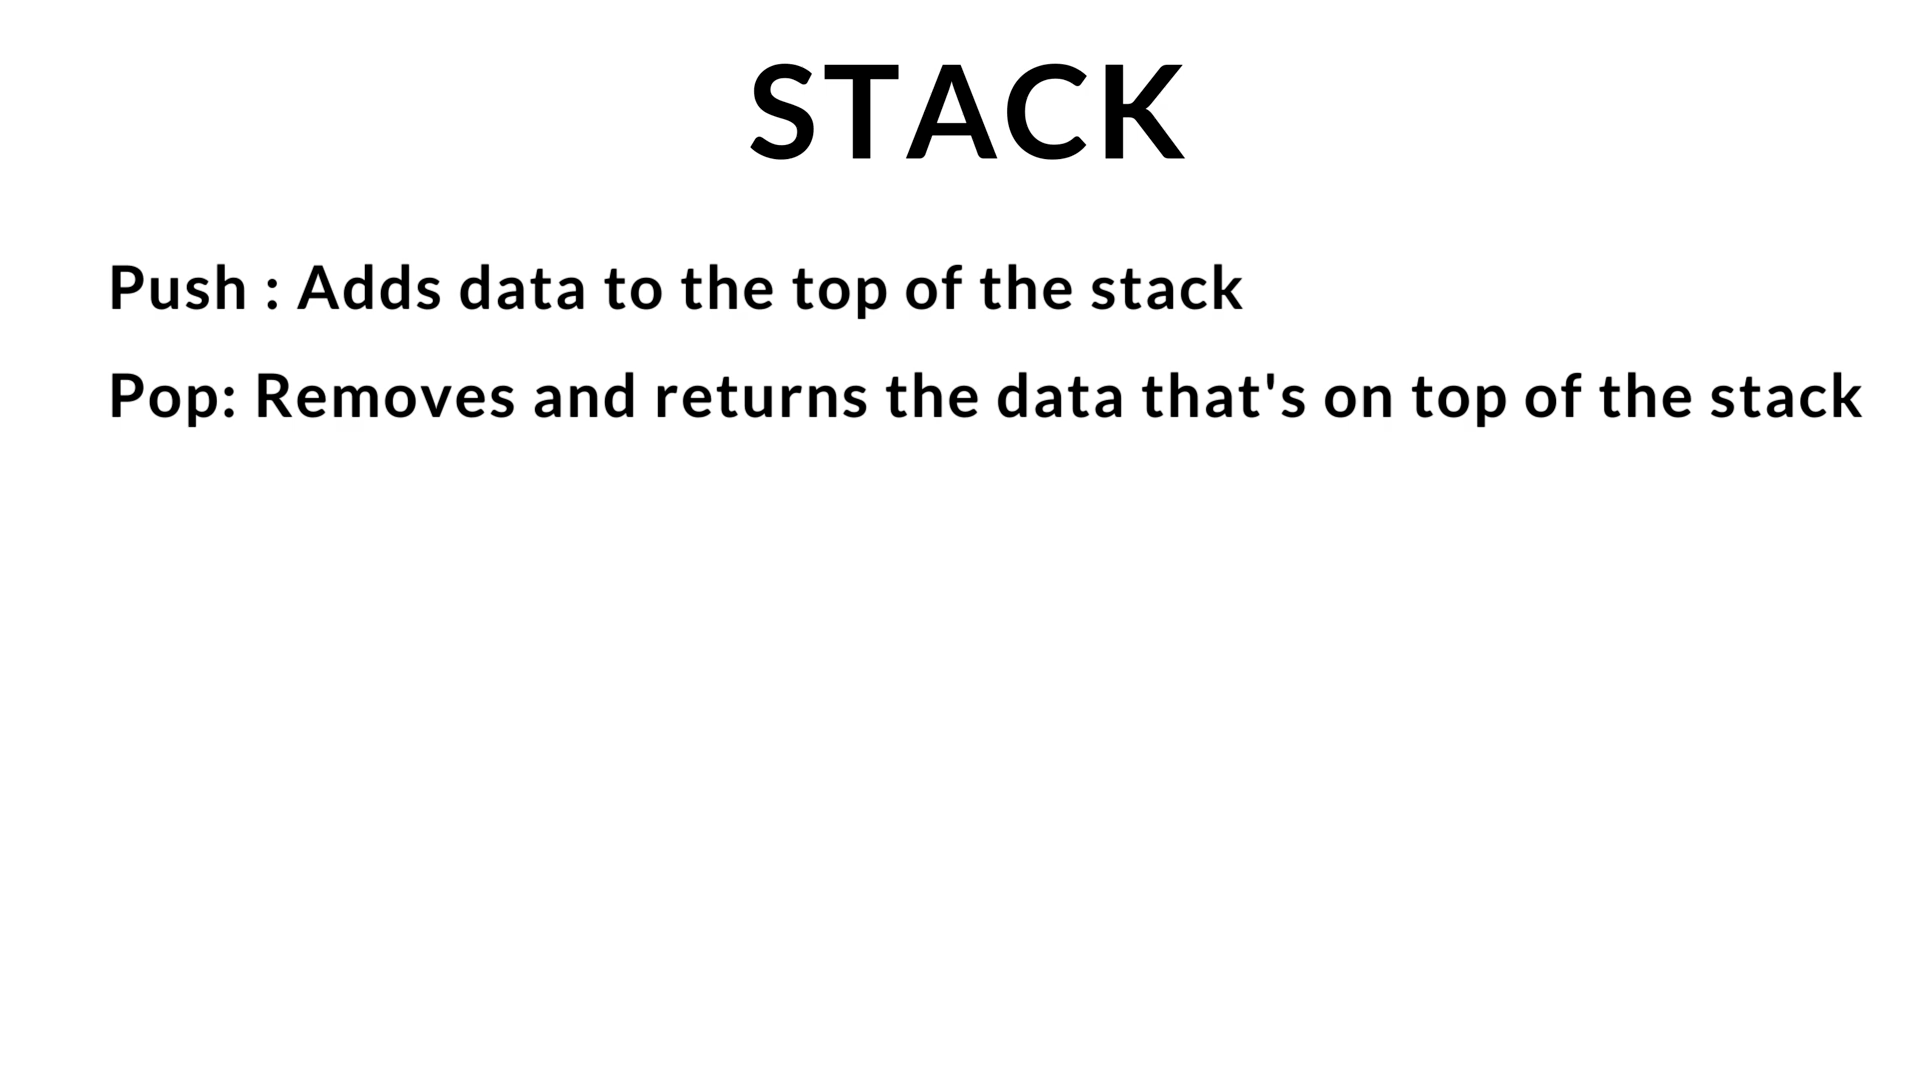 STACK
Push : Adds data to the top of the stack
Pop: Removes and returns the data that's on top of the stack